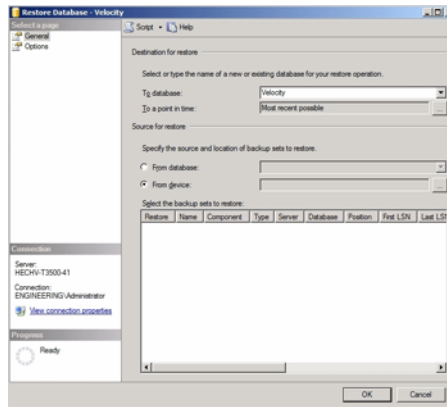 Restore Database - Velocity
Select a page
General
Options
Script
Help
Destination for restore
Select or type the name of a new or existing database for your restore operation.
To database:
Velocity
To a point in time:
Most recent possible
...
Source for restore
Specify the source and location of backup sets to restore.
From database:
From device:
...
Select the backup sets to restore:
Restore Name Component Type Server Database Position First LSN Last LS
Connection
Server:
HECHV-T3500-41
Connection:
ENGINEERING\Administrator
View connection properties
Progress
Ready
OK
Cancel